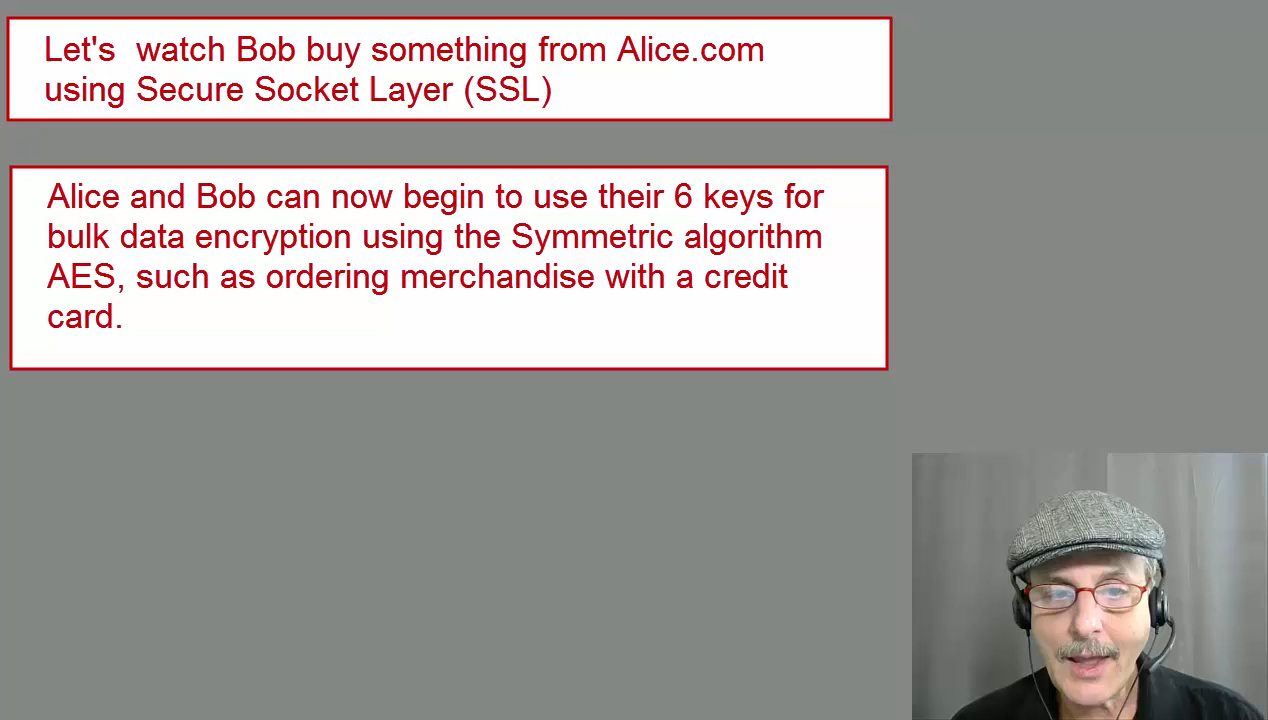 Let's  watch Bob buy something from Alice.com
using Secure Socket Layer (SSL)
Alice and Bob can now begin to use their 6 keys for
bulk data encryption using the Symmetric algorithm
AES, such as ordering merchandise with a credit
card.